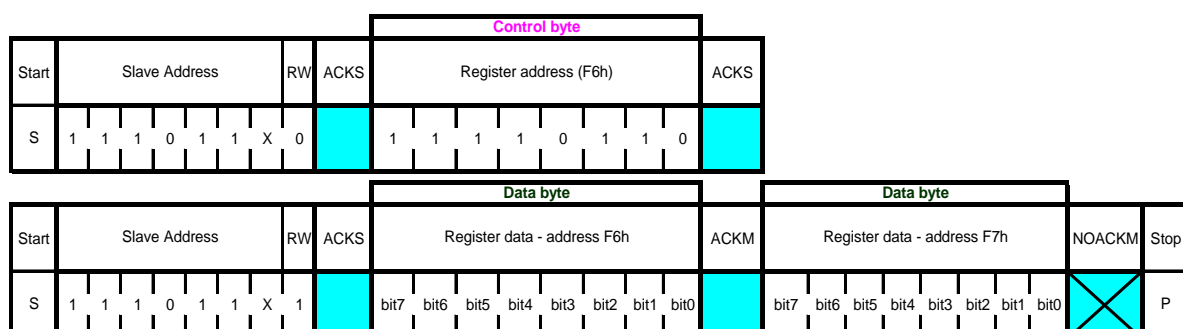 Control byte
Start Slave Address RW ACKS Register address (F6h) ACKS
S 1 1 1 0 1 1 X 0 1 1 1 1 0 1 1 0
Data byte Data byte
Start Slave Address RW ACKS Register data - address F6h ACKM Register data - address F7h NOACKM Stop
S 1 1 1 0 1 1 X 1 bit7 bit6 bit5 bit4 bit3 bit2 bit1 bit0 bit7 bit6 bit5 bit4 bit3 bit2 bit1 bit0 P